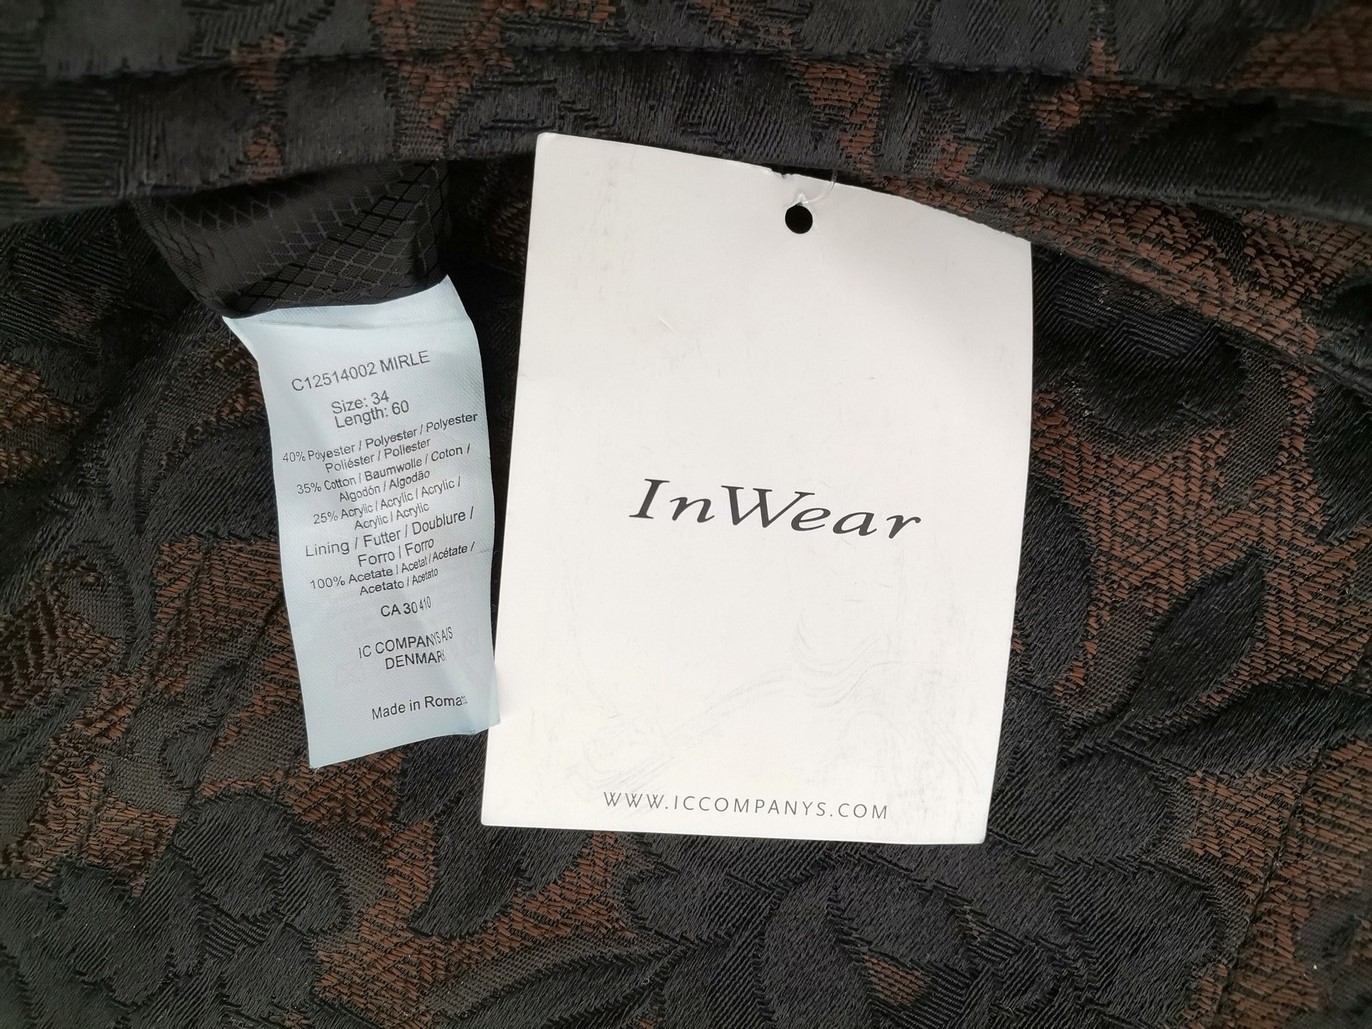 C12514002 MIRLE
Size: 34
Length: 60
40% Polyester / Polyester / Polyester
Poliéster / Poliester
35% Cotton / Baumwolle / Coton /
Algodón / Algodão
25% Acrylic / Acrylic / Acrylic /
Acrylic / Acrylic
Lining / Futter / Doublure /
Forro / Forro
100% Acetate / Acetat / Acétate /
Acetato / Acetato
CA 30410
IC COMPANYS A/S
DENMARK
Made in
InWear
WWW.ICCOMPANYS.COM